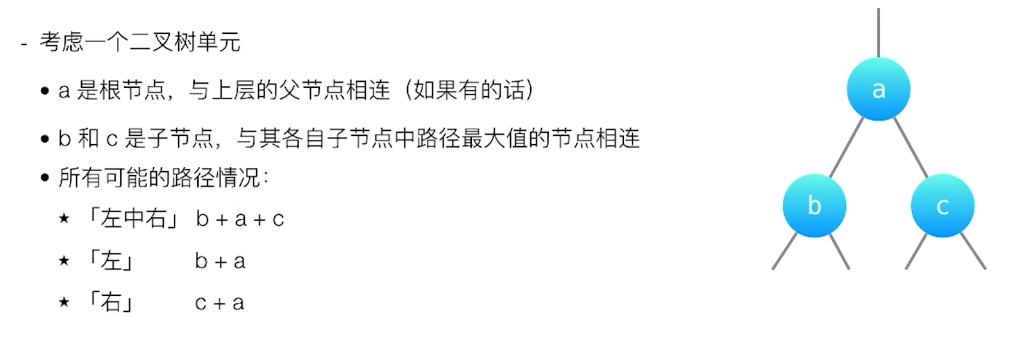 - 考虑一个二叉树单元
• a 是根节点，与上层的父节点相连（如果有的话）
• b 和 c 是子节点，与其各自子节点中路径最大值的节点相连
• 所有可能的路径情况：
★ 「左中右」 b + a + c
★ 「左」 b + a
★ 「右」 c + a
a
b
c